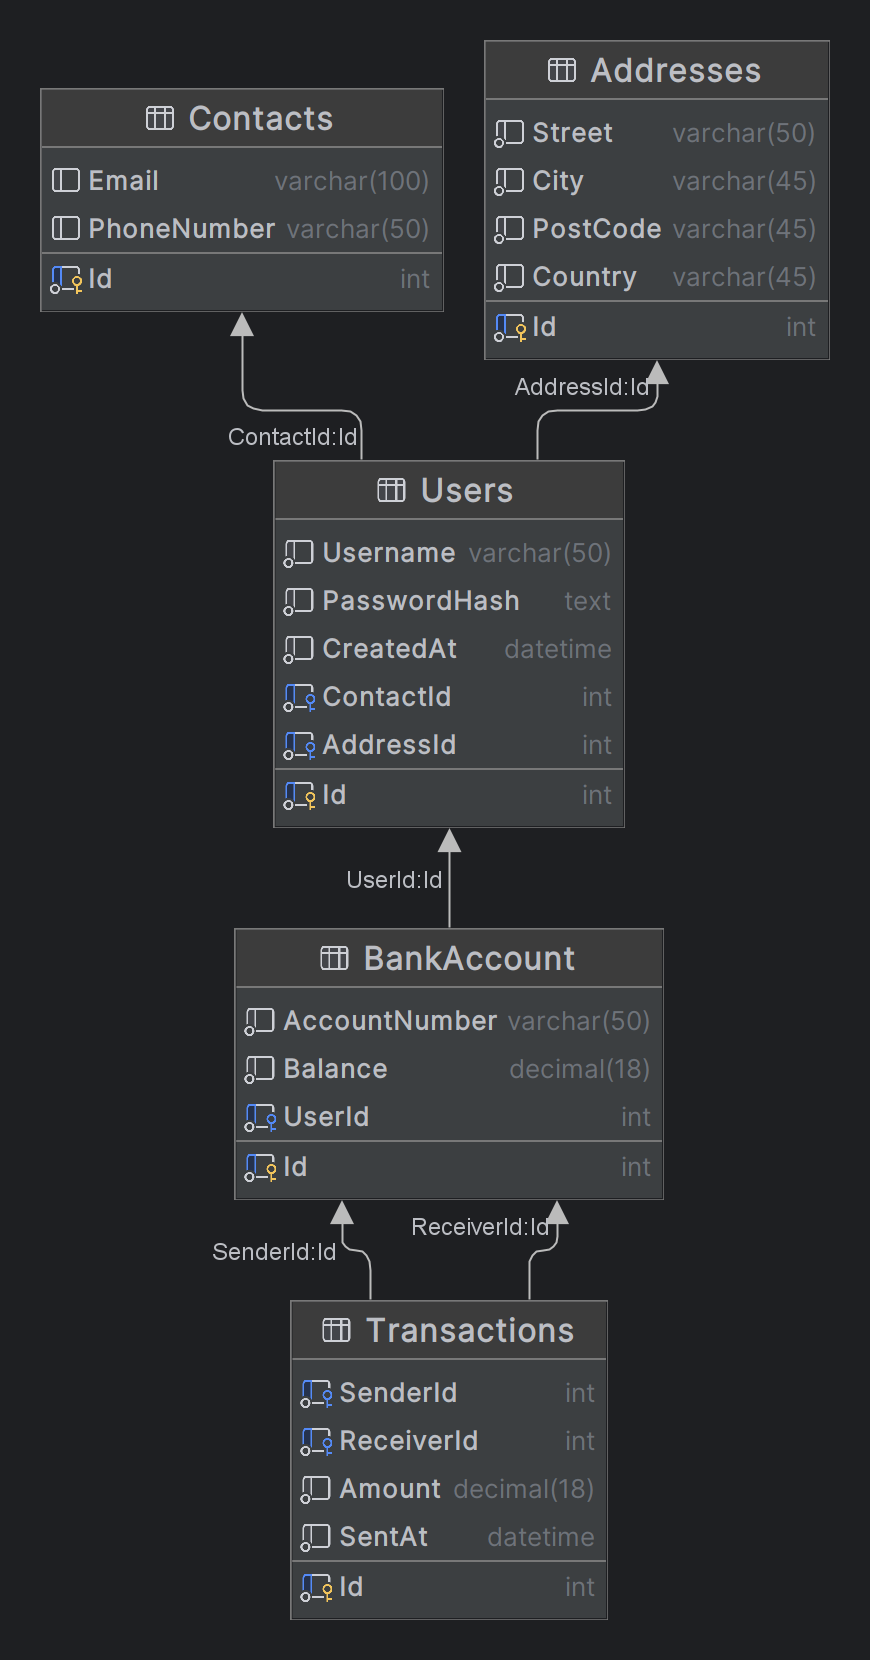 Contacts
Email varchar(100)
PhoneNumber varchar(50)
Id int
Addresses
Street varchar(50)
City varchar(45)
PostCode varchar(45)
Country varchar(45)
Id int
AddressId:Id
ContactId:Id
Users
Username varchar(50)
PasswordHash text
CreatedAt datetime
ContactId int
AddressId int
Id int
UserId:Id
BankAccount
AccountNumber varchar(50)
Balance decimal(18)
UserId int
Id int
ReceiverId:Id
SenderId:Id
Transactions
SenderId int
ReceiverId int
Amount decimal(18)
SentAt datetime
Id int